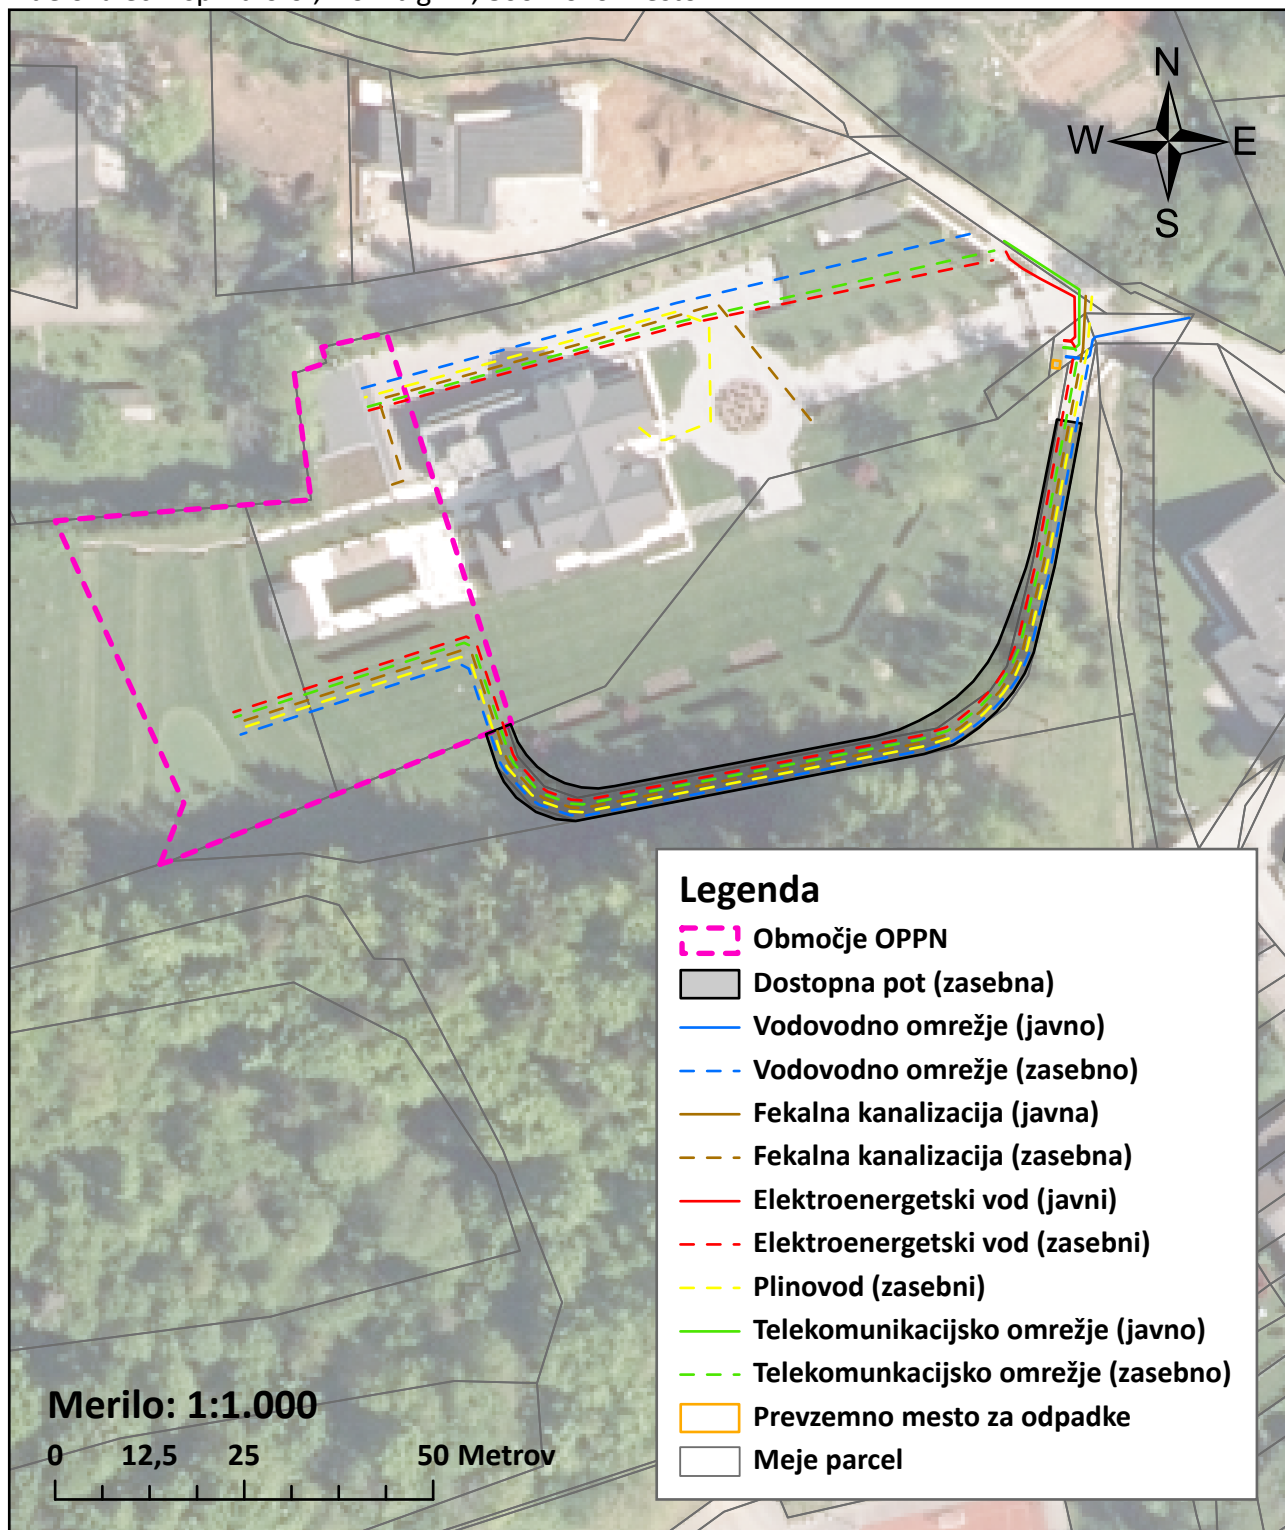 N
W E
S
Legenda
Območje OPPN
Dostopna pot (zasebna)
Vodovodno omrežje (javno)
Vodovodno omrežje (zasebno)
Fekalna kanalizacija (javna)
Fekalna kanalizacija (zasebna)
Elektroenergetski vod (javni)
Elektroenergetski vod (zasebni)
Plinovod (zasebni)
Telekomunikacijsko omrežje (javno)
Telekomunkacijsko omrežje (zasebno)
Prevzemno mesto za odpadke
Meje parcel
Merilo: 1:1.000
0 12,5 25 50 Metrov